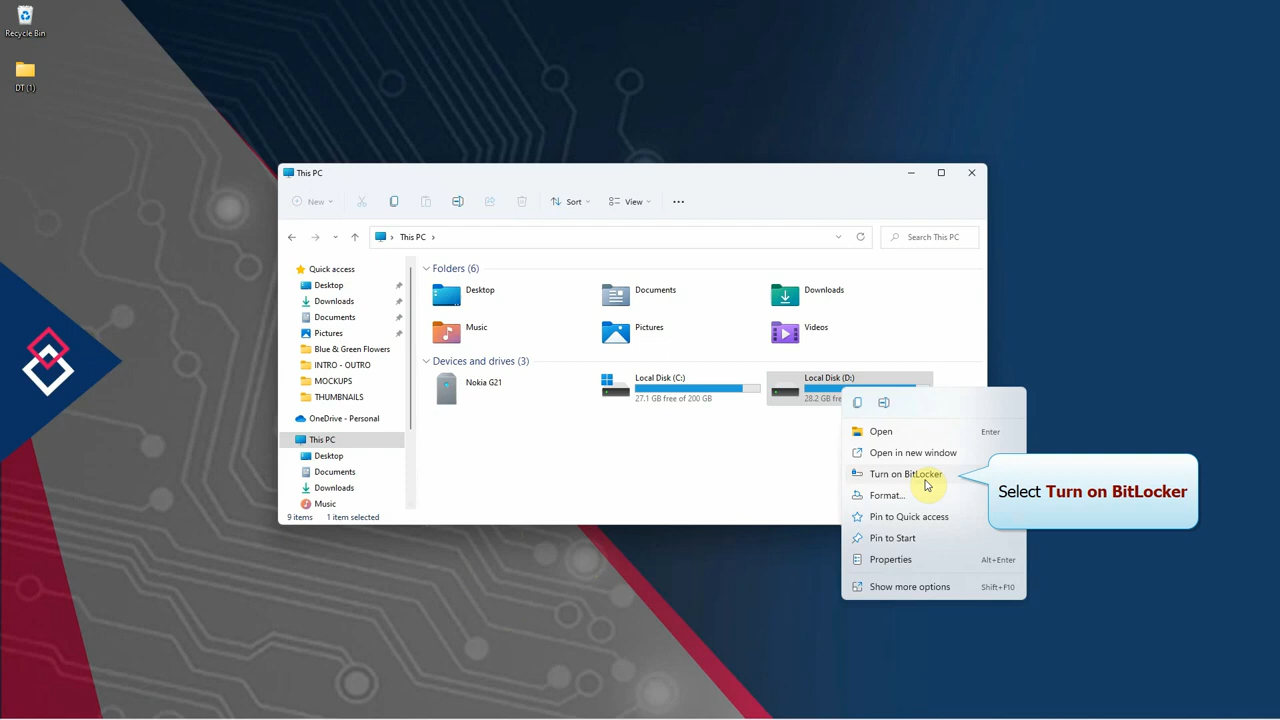 Recycle Bin
DT (1)
This PC
New
Sort
View
This PC
Search This PC
Quick access
Desktop
Downloads
Documents
Pictures
Blue & Green Flowers
INTRO - OUTRO
MOCKUPS
THUMBNAILS
OneDrive - Personal
This PC
Desktop
Documents
Downloads
Music
Folders (6)
Desktop
Documents
Downloads
Music
Pictures
Videos
Devices and drives (3)
Nokia G21
Local Disk (C:)
27.1 GB free of 200 GB
Local Disk (D:)
28.2 GB fre
9 items
1 item selected
Open Enter
Open in new window
Turn on BitLocker
Format...
Pin to Quick access
Pin to Start
Properties Alt+Enter
Show more options Shift+F10
Select Turn on BitLocker